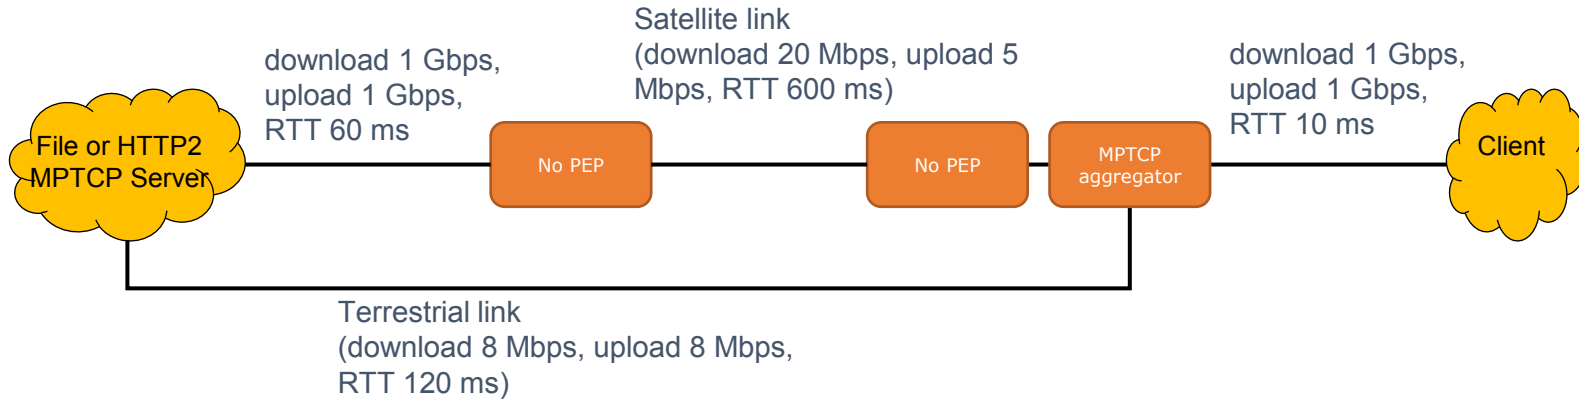 Satellite link
(download 20 Mbps, upload 5
Mbps, RTT 600 ms)
download 1 Gbps,
upload 1 Gbps,
RTT 60 ms
download 1 Gbps,
upload 1 Gbps,
RTT 10 ms
File or HTTP2
MPTCP Server
No PEP
No PEP
MPTCP
aggregator
Client
Terrestrial link
(download 8 Mbps, upload 8 Mbps,
RTT 120 ms)